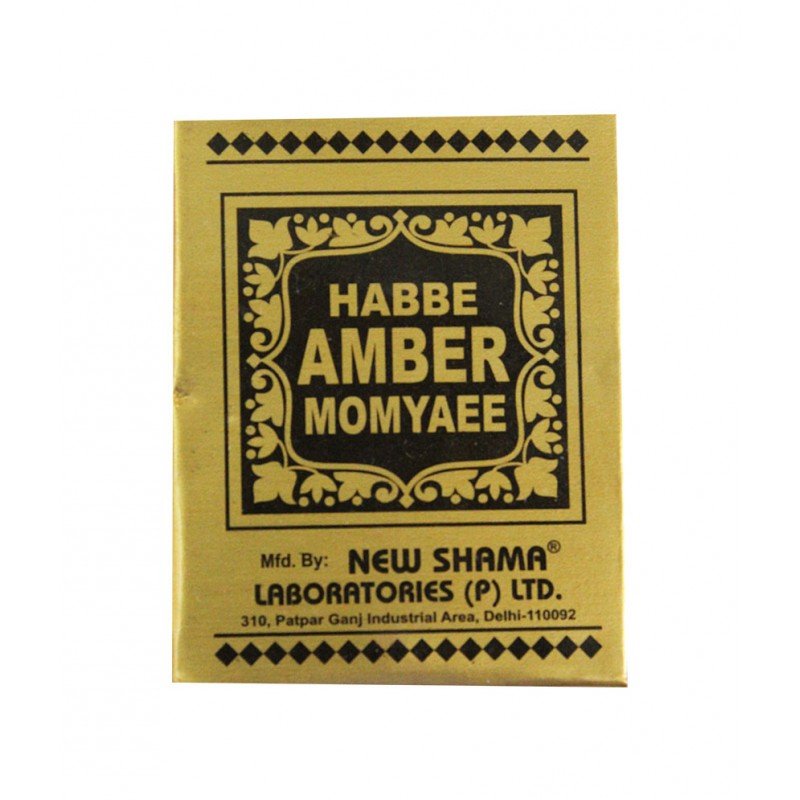 HABBE
AMBER
MOMYAEE
Mfd. By: NEW SHAMA®
LABORATORIES (P) LTD.
310, Patpar Ganj Industrial Area, Delhi-110092